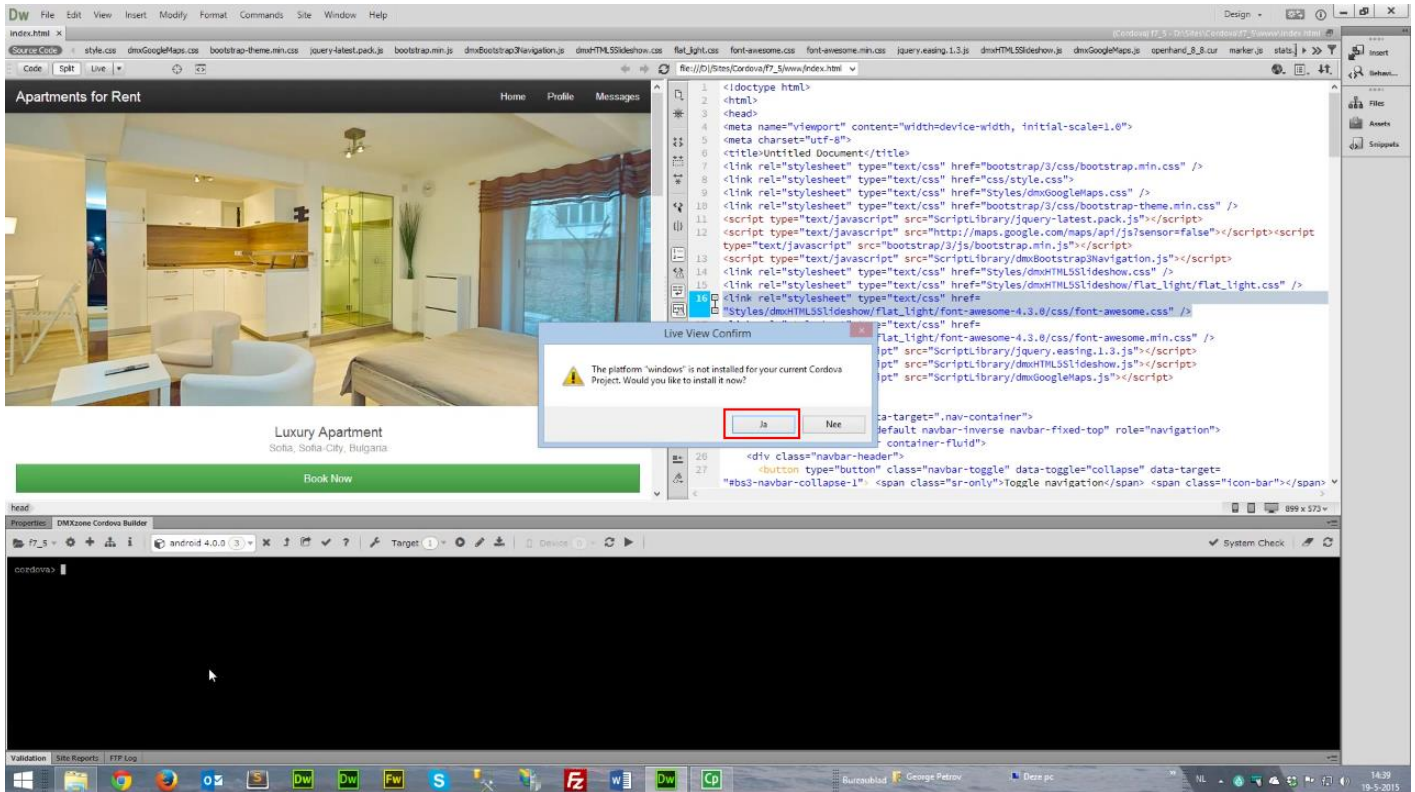 Dw File Edit View Insert Modify Format Commands Site Window Help
Design
index.html ×
Source Code style.css dmxGoogleMaps.css bootstrap-theme.min.css jquery-latest.pack.js bootstrap.min.js dmxBootstrap3Navigation.js dmxHTML5Slideshow.css flat_light.css font-awesome.css font-awesome.min.css jquery.easing.1.3.js dmxHTML5Slideshow.js dmxGoogleMaps.js openhand_8_8.cur marker.js stats.j
Code Split Live
file:///D|/Sites/Cordova/f7_5/www/index.html
Insert
Behavi...
Files
Assets
Snippets
Apartments for Rent
Home Profile Messages
Luxury Apartment
Sofia, Sofia-City, Bulgaria
Book Now
1 <!doctype html>
2 <html>
3 <head>
4 <meta name="viewport" content="width=device-width, initial-scale=1.0">
5 <meta charset="utf-8">
6 <title>Untitled Document</title>
7 <link rel="stylesheet" type="text/css" href="bootstrap/3/css/bootstrap.min.css" />
8 <link rel="stylesheet" type="text/css" href="css/style.css">
9 <link rel="stylesheet" type="text/css" href="Styles/dmxGoogleMaps.css" />
10 <link rel="stylesheet" type="text/css" href="bootstrap/3/css/bootstrap-theme.min.css" />
11 <script type="text/javascript" src="ScriptLibrary/jquery-latest.pack.js"></script>
12 <script type="text/javascript" src="http://maps.google.com/maps/api/js?sensor=false"></script><script
type="text/javascript" src="bootstrap/3/js/bootstrap.min.js"></script>
13 <script type="text/javascript" src="ScriptLibrary/dmxBootstrap3Navigation.js"></script>
14 <link rel="stylesheet" type="text/css" href="Styles/dmxHTML5Slideshow.css" />
15 <link rel="stylesheet" type="text/css" href="Styles/dmxHTML5Slideshow/flat_light/flat_light.css" />
16 <link rel="stylesheet" type="text/css" href=
"Styles/dmxHTML5Slideshow/flat_light/font-awesome-4.3.0/css/font-awesome.css" />
="text/css" href=
flat_light/font-awesome-4.3.0/css/font-awesome.min.css" />
ipt" src="ScriptLibrary/jquery.easing.1.3.js"></script>
ipt" src="ScriptLibrary/dmxHTML5Slideshow.js"></script>
ipt" src="ScriptLibrary/dmxGoogleMaps.js"></script>
ta-target=".nav-container">
default navbar-inverse navbar-fixed-top" role="navigation">
container-fluid">
26 <div class="navbar-header">
27 <button type="button" class="navbar-toggle" data-toggle="collapse" data-target=
"#bs3-navbar-collapse-1"> <span class="sr-only">Toggle navigation</span> <span class="icon-bar"></span>
Live View Confirm
The platform "windows" is not installed for your current Cordova
Project. Would you like to install it now?
Ja Nee
head
899 x 573
Properties DMXzone Cordova Builder
f7_5 android 4.0.0 3 Target 1 Device System Check
cordova>
Validation Site Reports FTP Log
Bureaublad George Petrov Deze pc
NL
14:39
19-5-2015